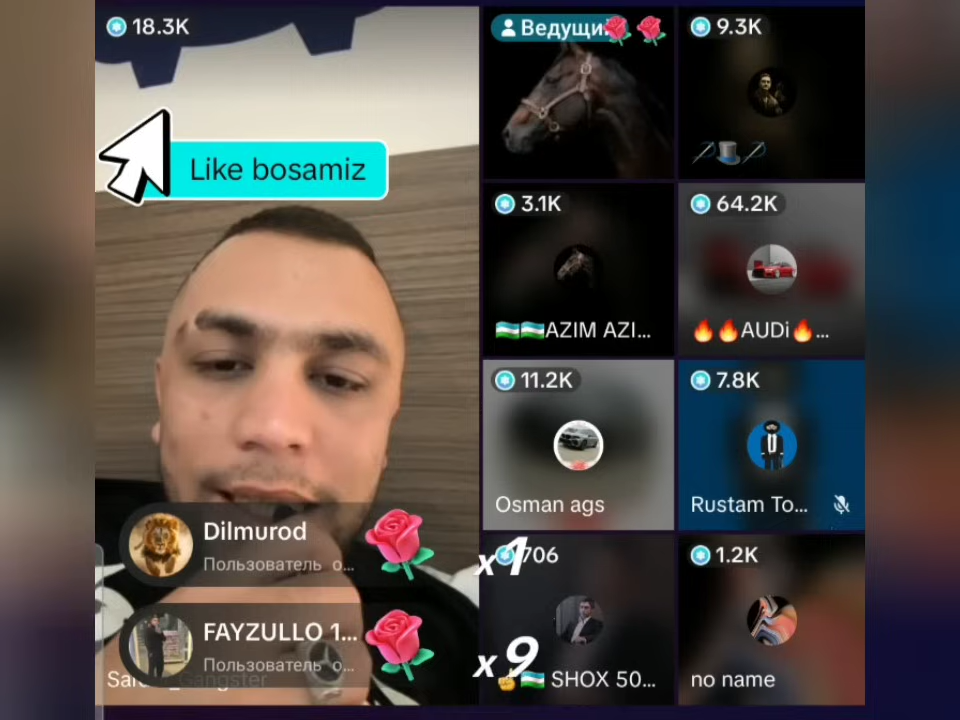 18.3K
Like bosamiz
Ведущи
9.3K
3.1K
AZIM AZI...
64.2K
AUDi
...
11.2K
Osman ags
7.8K
Rustam To...
Dilmurod
Пользователь о...
x1
FAYZULLO 1...
Пользователь о...
x9
Gangster
706
SHOX 50...
1.2K
no name